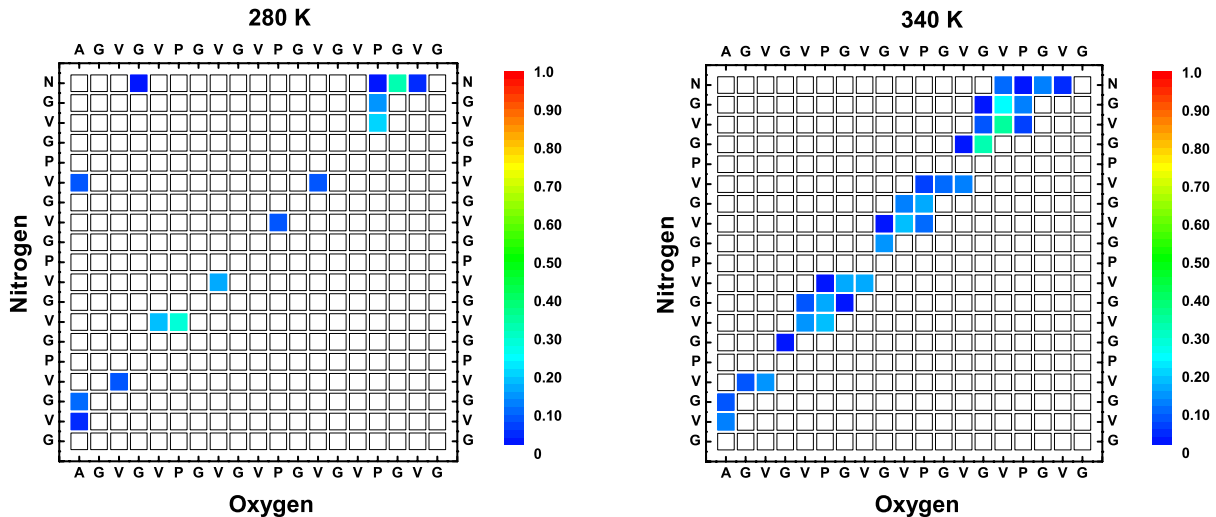 280 K
A G V G V P G V G V P G V G V P G V G
N
G
V
G
P
V
G
V
G
P
V
G
V
G
P
V
G
V
G
Nitrogen
N
G
V
G
P
V
G
V
G
P
V
G
V
G
P
V
G
V
G
A G V G V P G V G V P G V G V P G V G
Oxygen
1.0
0.90
0.80
0.70
0.60
0.50
0.40
0.30
0.20
0.10
0
340 K
A G V G V P G V G V P G V G V P G V G
N
G
V
G
P
V
G
V
G
P
V
G
V
G
P
V
G
V
G
Nitrogen
N
G
V
G
P
V
G
V
G
P
V
G
V
G
P
V
G
V
G
A G V G V P G V G V P G V G V P G V G
Oxygen
1.0
0.90
0.80
0.70
0.60
0.50
0.40
0.30
0.20
0.10
0